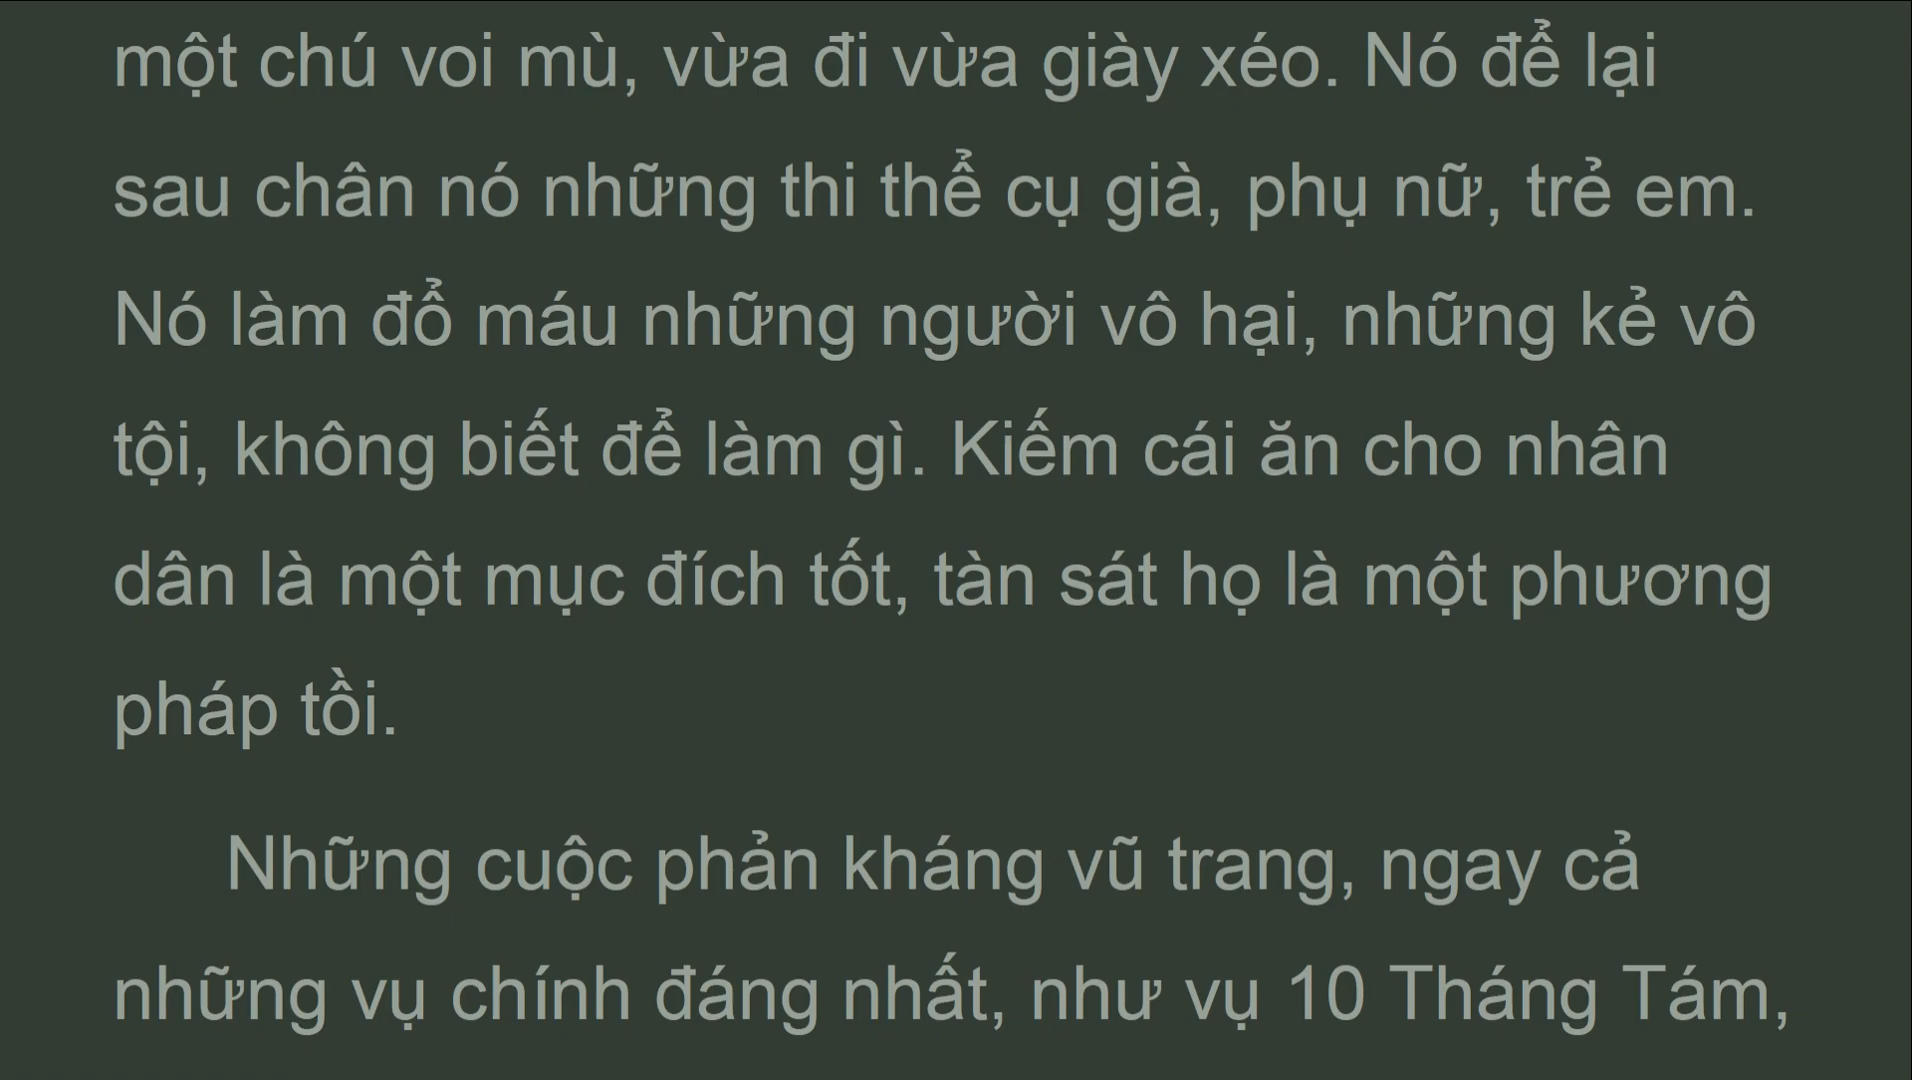 một chú voi mù, vừa đi vừa giày xéo. Nó để lại
sau chân nó những thi thể cụ già, phụ nữ, trẻ em.
Nó làm đổ máu những người vô hại, những kẻ vô
tội, không biết để làm gì. Kiếm cái ăn cho nhân
dân là một mục đích tốt, tàn sát họ là một phương
pháp tồi.
Những cuộc phản kháng vũ trang, ngay cả
những vụ chính đáng nhất, như vụ 10 Tháng Tám,